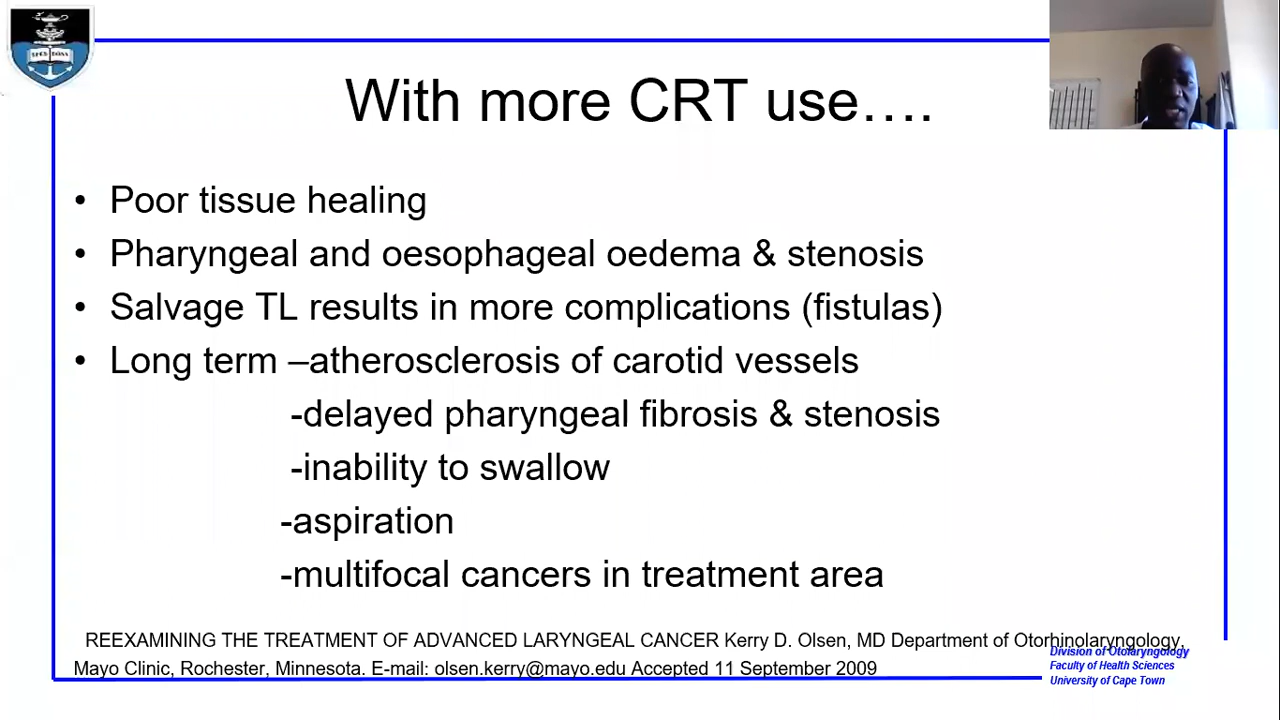 SPES BONA
With more CRT use….
• Poor tissue healing
• Pharyngeal and oesophageal oedema & stenosis
• Salvage TL results in more complications (fistulas)
• Long term –atherosclerosis of carotid vessels
-delayed pharyngeal fibrosis & stenosis
-inability to swallow
-aspiration
-multifocal cancers in treatment area
REEXAMINING THE TREATMENT OF ADVANCED LARYNGEAL CANCER Kerry D. Olsen, MD Department of Otorhinolaryngology,
Mayo Clinic, Rochester, Minnesota. E-mail: olsen.kerry@mayo.edu Accepted 11 September 2009
Division of Otolaryngology
Faculty of Health Sciences
University of Cape Town